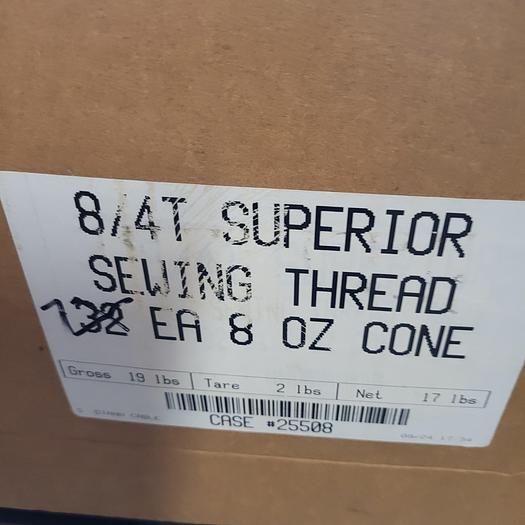 8/4T SUPERIOR
SEWING THREAD
32 EA 8 OZ CONE
Gross 19 lbs Tare 2 lbs Net 17 lbs
CASE #25508